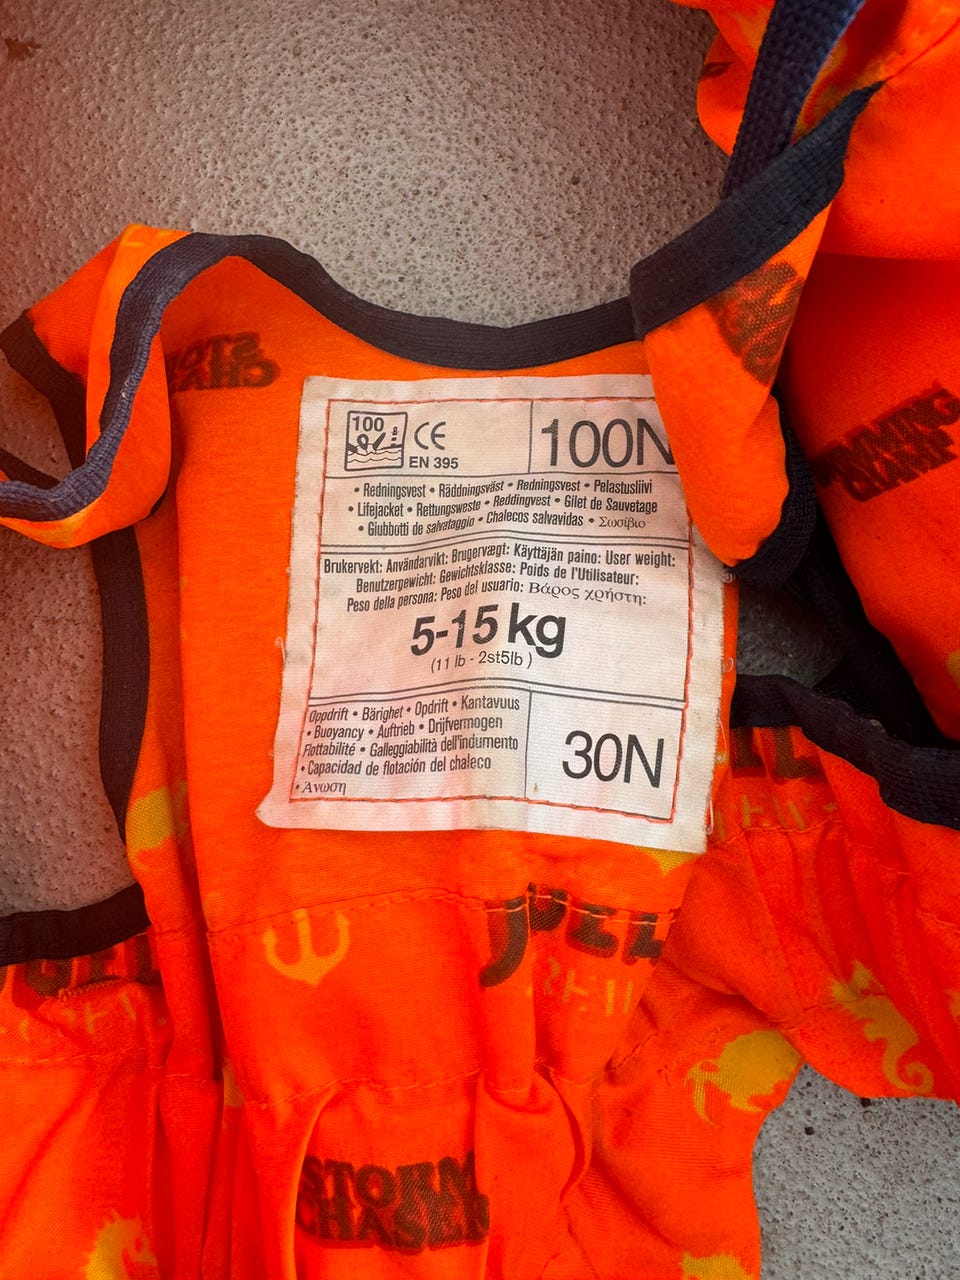 STORM
CHASER
100
CE
EN 395
100N
• Redningsvest • Räddningsväst • Redningsvest • Pelastusliivi
• Lifejacket • Rettungsweste • Reddingvest • Gilet de Sauvetage
• Giubbotti de salvataggio • Chalecos salvavidas • Σωσίβιο
Brukervekt: Användarvikt: Brugervægt: Käyttäjän paino: User weight:
Benutzergewicht: Gewichtsklasse: Poids de l'Utilisateur:
Peso della persona: Peso del usuario: Βάρος χρήστη:
5-15 kg
(11 lb - 2st5lb )
Oppdrift • Bärighet • Opdrift • Kantavuus
• Buoyancy • Auftrieb • Drijfvermogen
Flottabilité • Galleggiabilità dell'indumento
• Capacidad de flotación del chaleco
• Άνωση
30N
STORM
CHASER